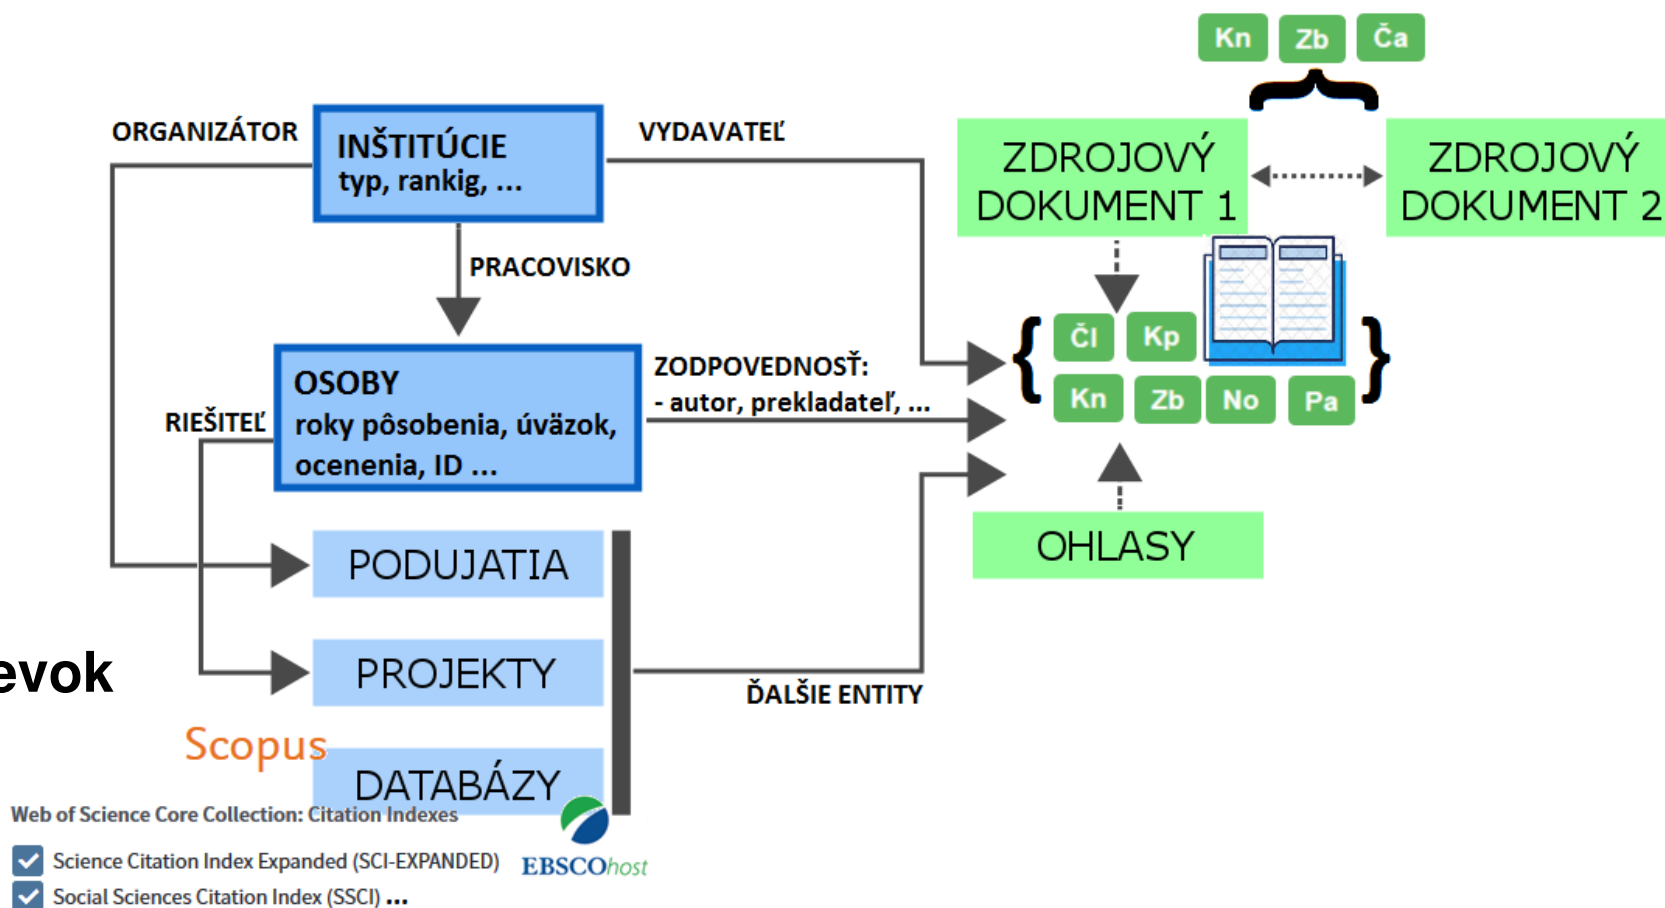 Kn
Zb
Ča
ORGANIZÁTOR
INŠTITÚCIE
typ, rankig, ...
VYDAVATEĽ
ZDROJOVÝ
DOKUMENT 1
ZDROJOVÝ
DOKUMENT 2
PRACOVISKO
{
Čl
Kp
}
Kn
Zb
No
Pa
OSOBY
roky pôsobenia, úväzok,
ocenenia, ID ...
ZODPOVEDNOSŤ:
- autor, prekladateľ, ...
RIEŠITEĽ
OHLASY
PODUJATIA
PROJEKTY
evok
ĎALŠIE ENTITY
Scopus
DATABÁZY
Web of Science Core Collection: Citation Indexes
Science Citation Index Expanded (SCI-EXPANDED)
EBSCOhost
Social Sciences Citation Index (SSCI) ...